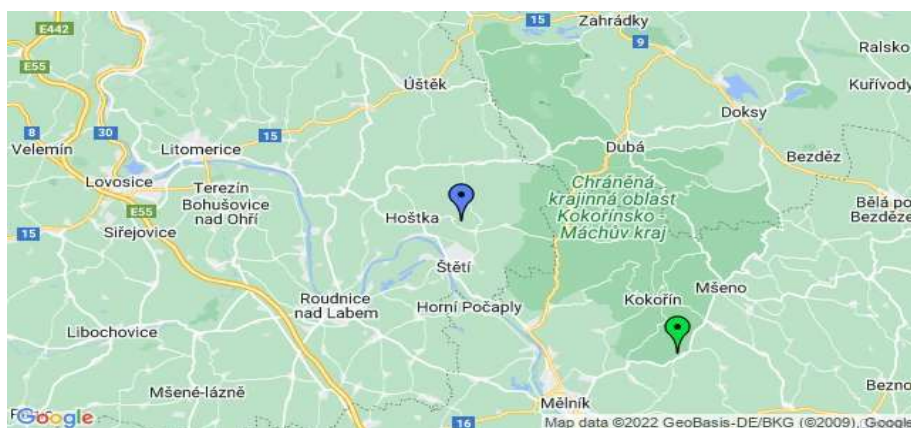 E442
15
Zahrádky
9
E55
Ralsko
Úštěk
Kuřívody
Doksy
8
30
15
Velemín
Litomerice
Dubá
Bezděz
Lovosice
Terezín
Bohušovice
nad Ohří
Chráněná
krajinná oblast
Kokořínsko -
Máchův kraj
Bělá po
Bezděze
E55
Hoštka
15
Siřejovice
Štětí
Mšeno
Roudnice
nad Labem
Horní Počaply
Kokořín
Libochovice
Mšené-lázně
Bezno
Mělník
Google
16
Map data ©2022 GeoBasis-DE/BKG (©2009), Google